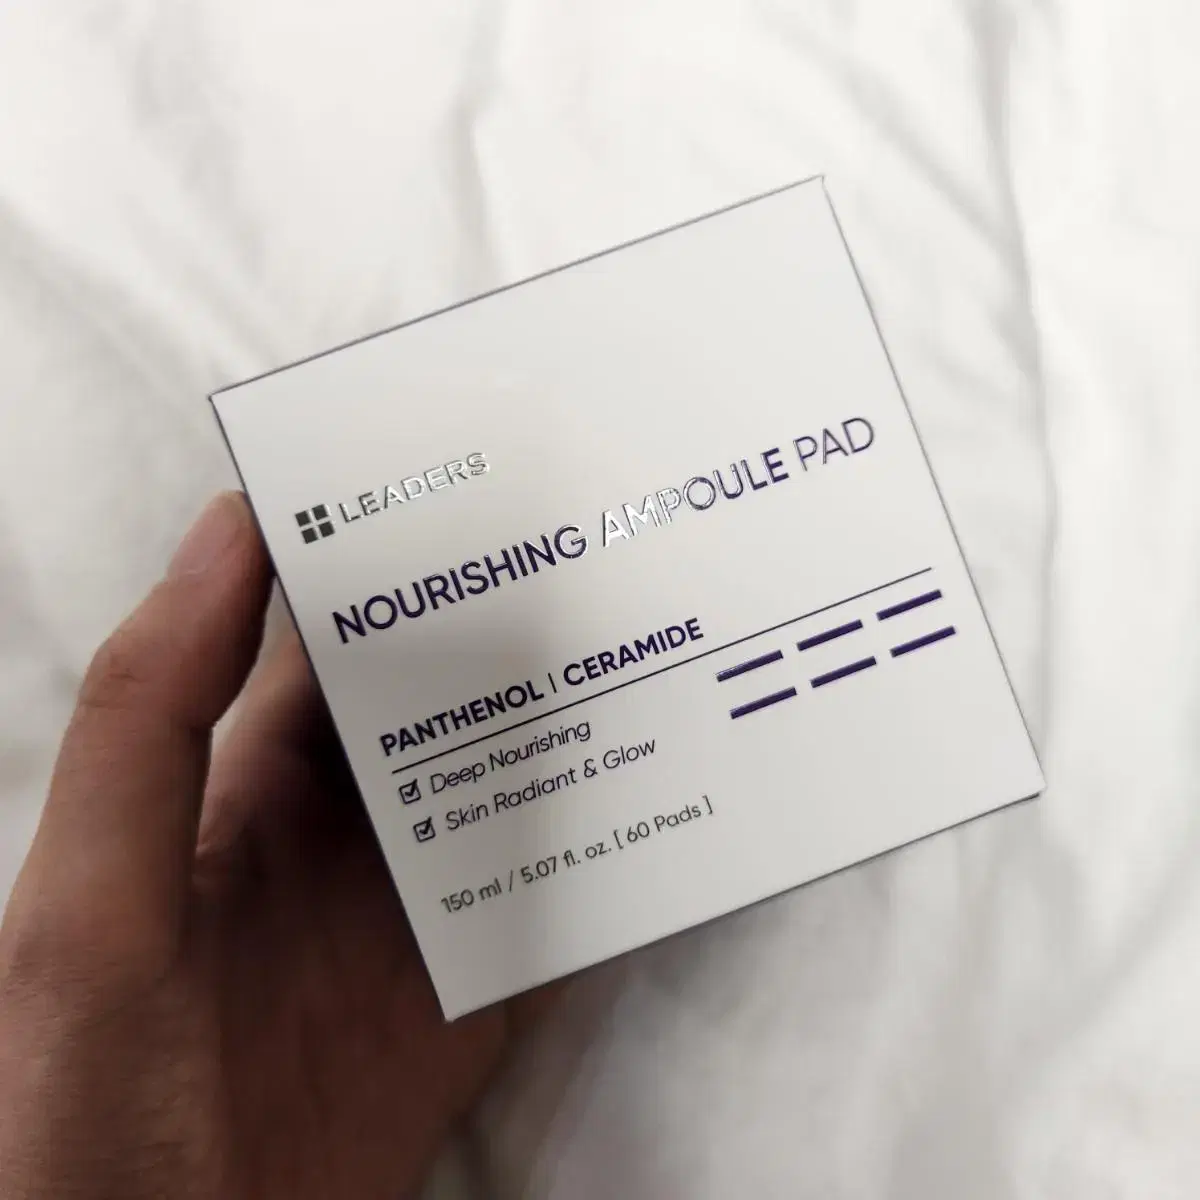 LEADERS
NOURISHING AMPOULE PAD
PANTHENOL | CERAMIDE
Deep Nourishing
Skin Radiant & Glow
150 ml / 5.07 fl. oz. [ 60 Pads ]